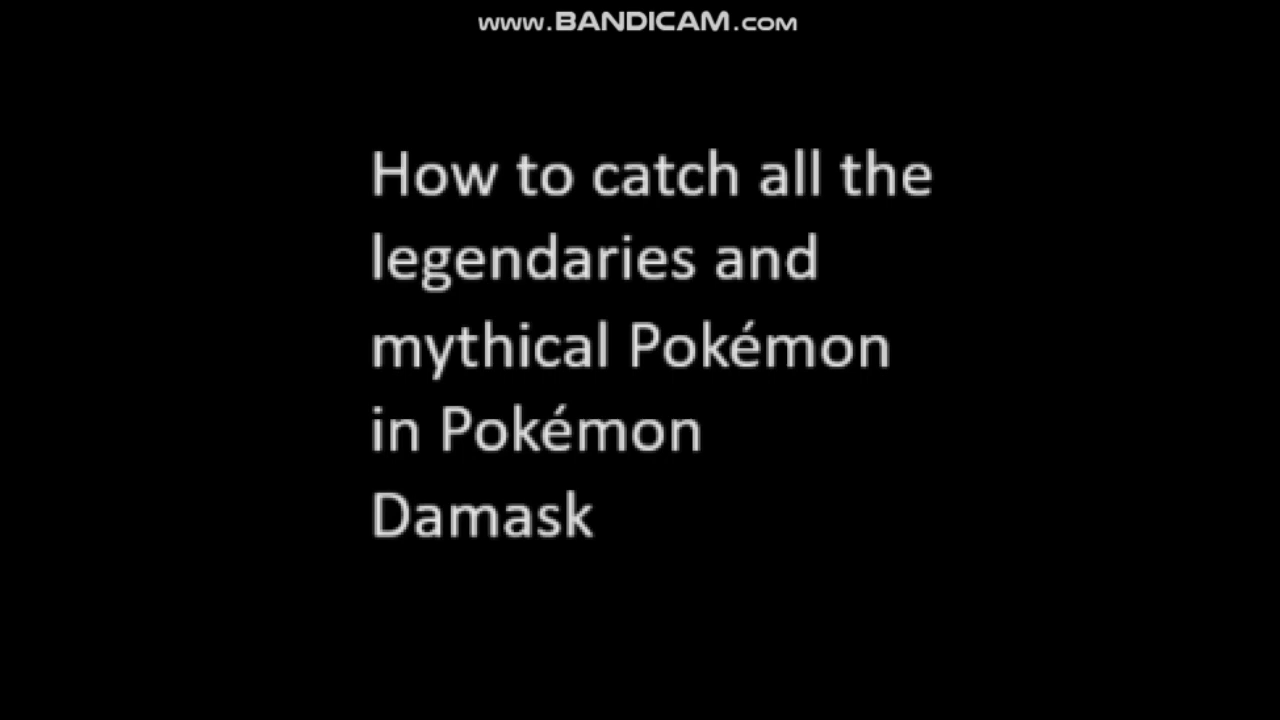 www.BANDICAM.COM
How to catch all the
legendaries and
mythical Pokémon
in Pokémon
Damask